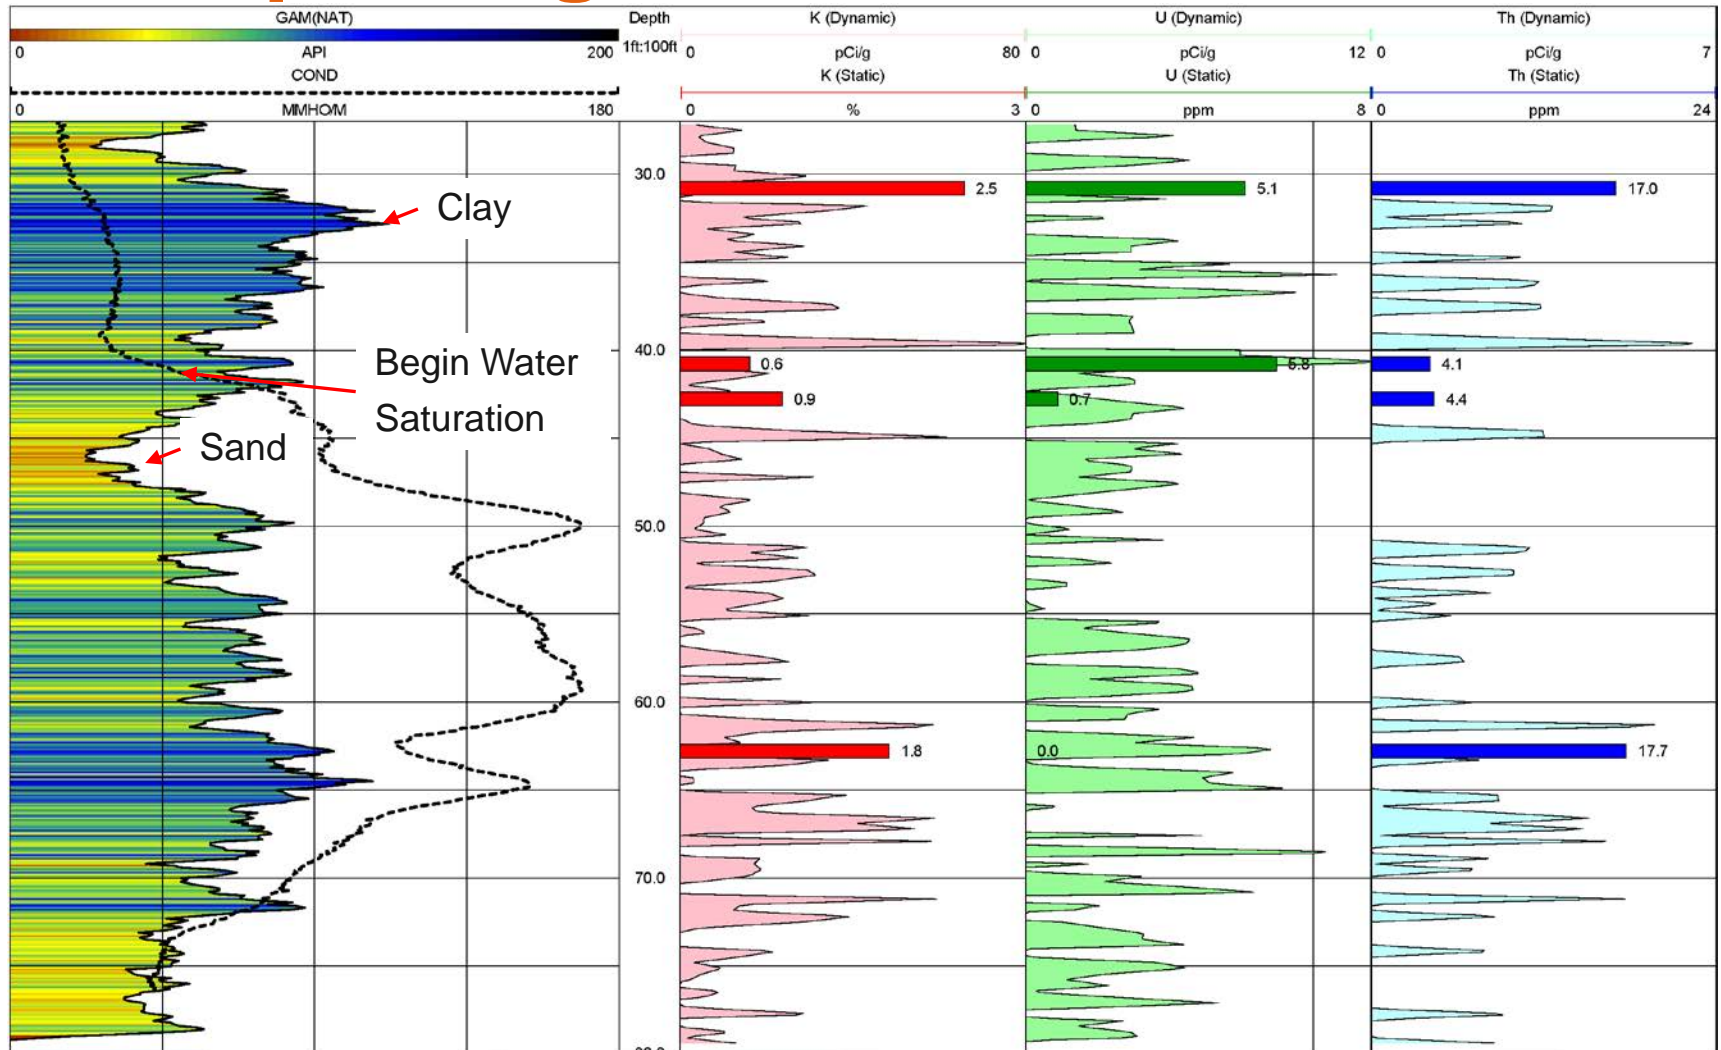 GAM(NAT) Depth K (Dynamic) U (Dynamic) Th (Dynamic)
0 API 200 1ft:100ft 0 pCi/g 80 0 pCi/g 12 0 pCi/g 7
COND K (Static) U (Static) Th (Static)
0 MMHO/M 180 0 % 3 0 ppm 8 0 ppm 24
30.0
2.5 5.1 17.0
Clay
40.0
Begin Water
0.6 5.8 4.1
0.9 0.7 4.4
Saturation
Sand
50.0
60.0
1.8 0.0 17.7
70.0